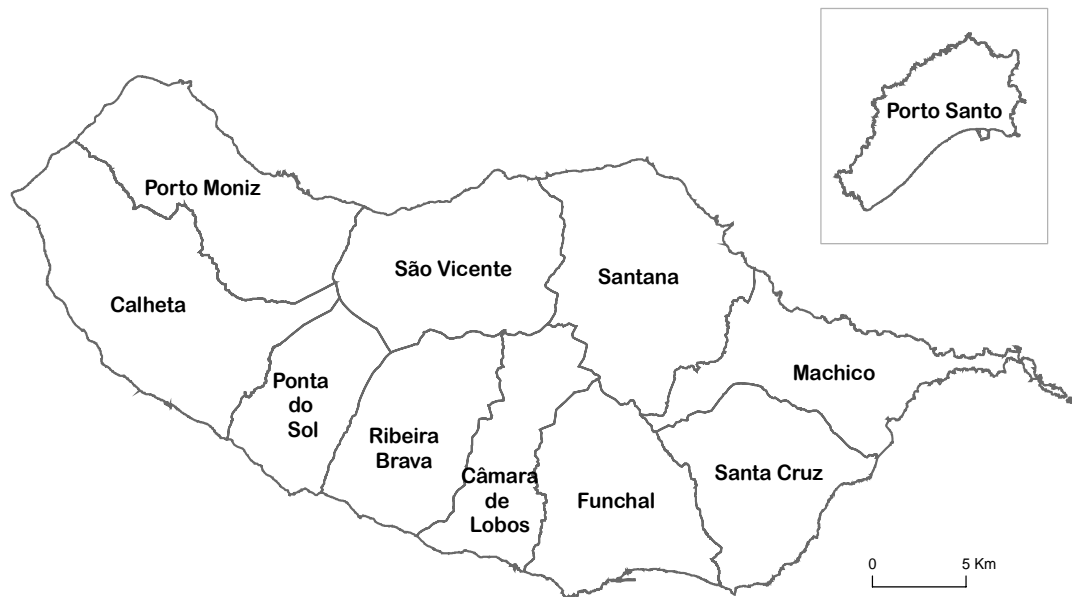 Porto Santo
Porto Moniz
São Vicente
Santana
Calheta
Machico
Ponta
do
Sol
Ribeira
Brava
Câmara
de
Lobos
Funchal
Santa Cruz
0 5 Km